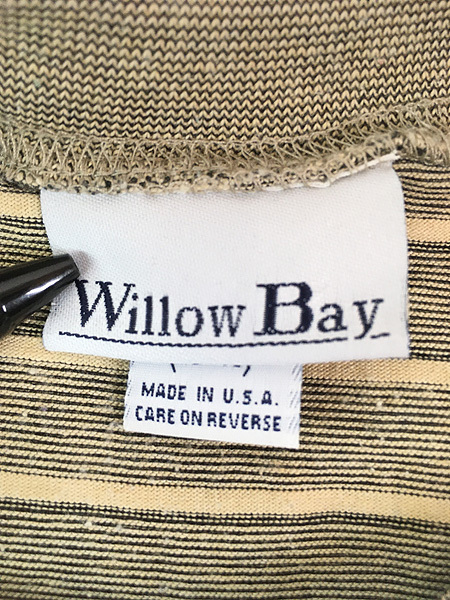 Willow Bay
MADE IN U.S.A.
CARE ON REVERSE